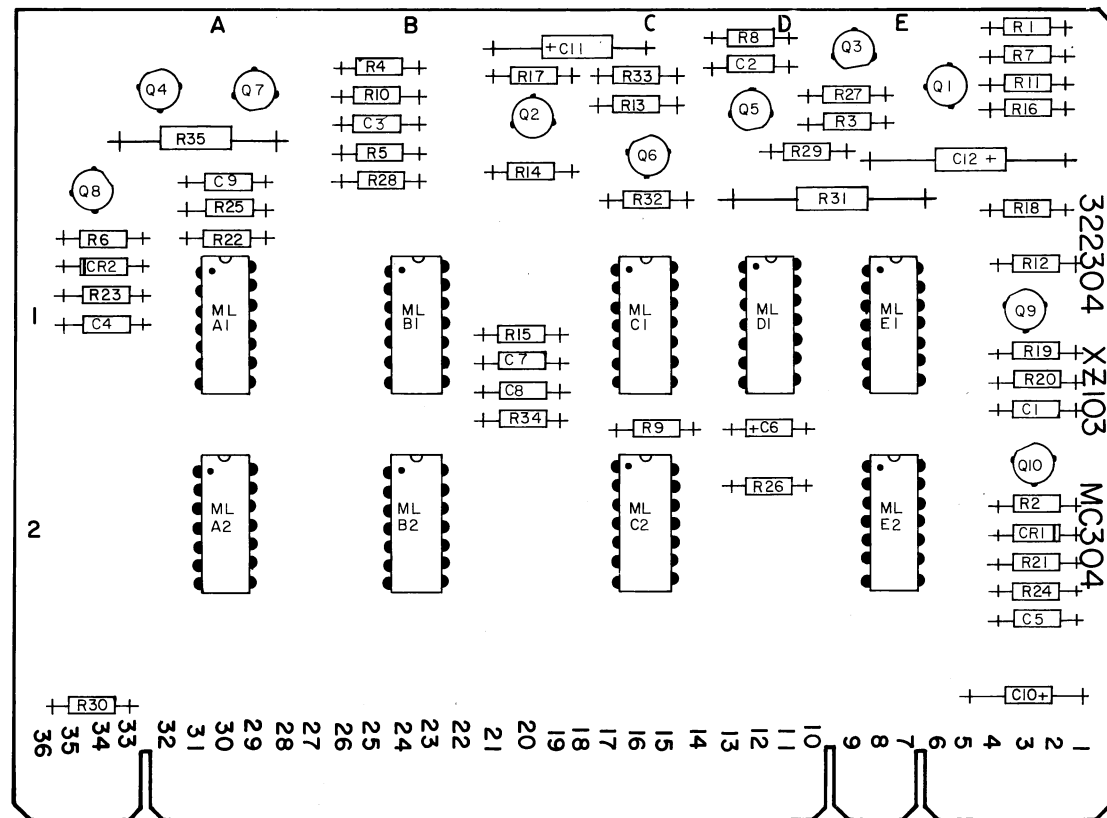 A B C D E
R1
R7
R11
R16
R8
C2
Q3
Q1
+C11
R17
R33
R13
Q2
Q5
R27
R3
R4
R10
C3
R5
R28
Q4
Q7
R35
Q6
R29
C12 +
R14
R32
R31
R18
Q8
C9
R25
R22
R6
CR2
R23
C4
1
ML A1
ML B1
ML C1
ML D1
ML E1
R12
Q9
R19
R20
C1
R15
C7
C8
R34
R9
+C6
R26
Q10
2
ML A2
ML B2
ML C2
ML E2
R2
CR1
R21
R24
C5
C10+
R30
322304 XZ103 MC304
36 35 34 33 32 31 30 29 28 27 26 25 24 23 22 21 20 19 18 17 16 15 14 13 12 11 10 9 8 7 6 5 4 3 2 1